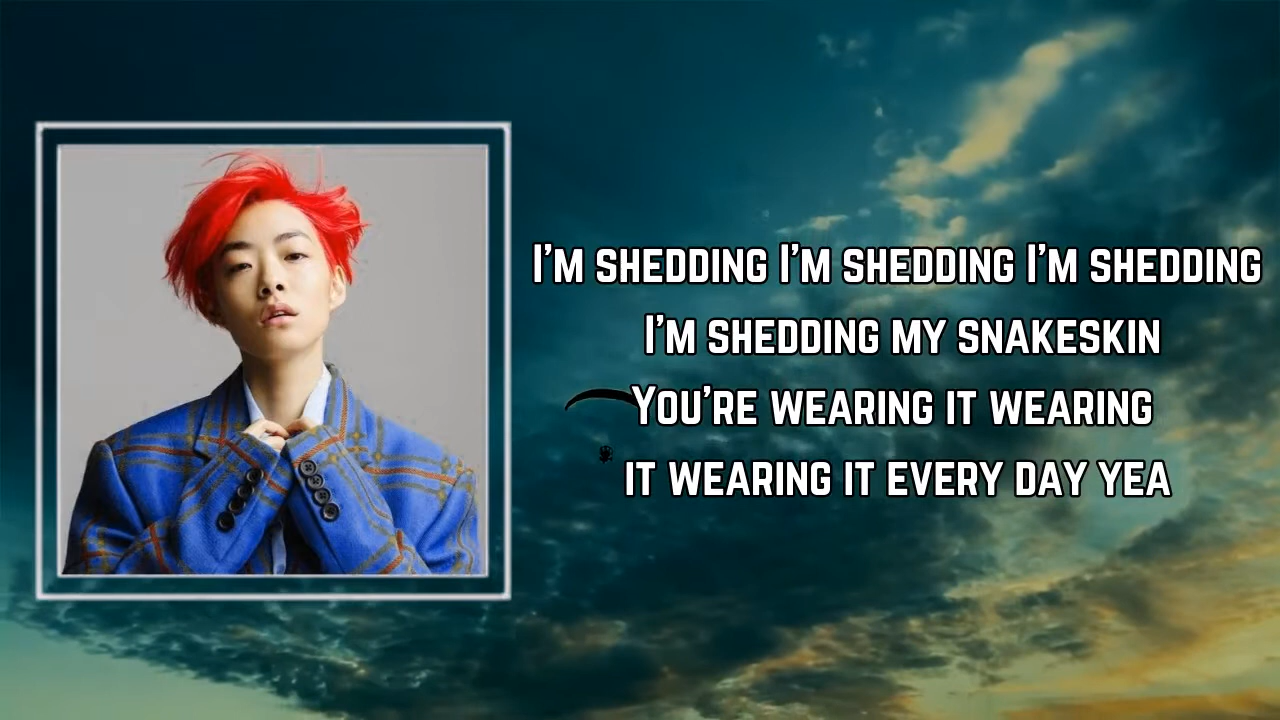 I'm shedding I'm shedding I'm shedding
I'm shedding my snakeskin
You're wearing it wearing
it wearing it every day yea